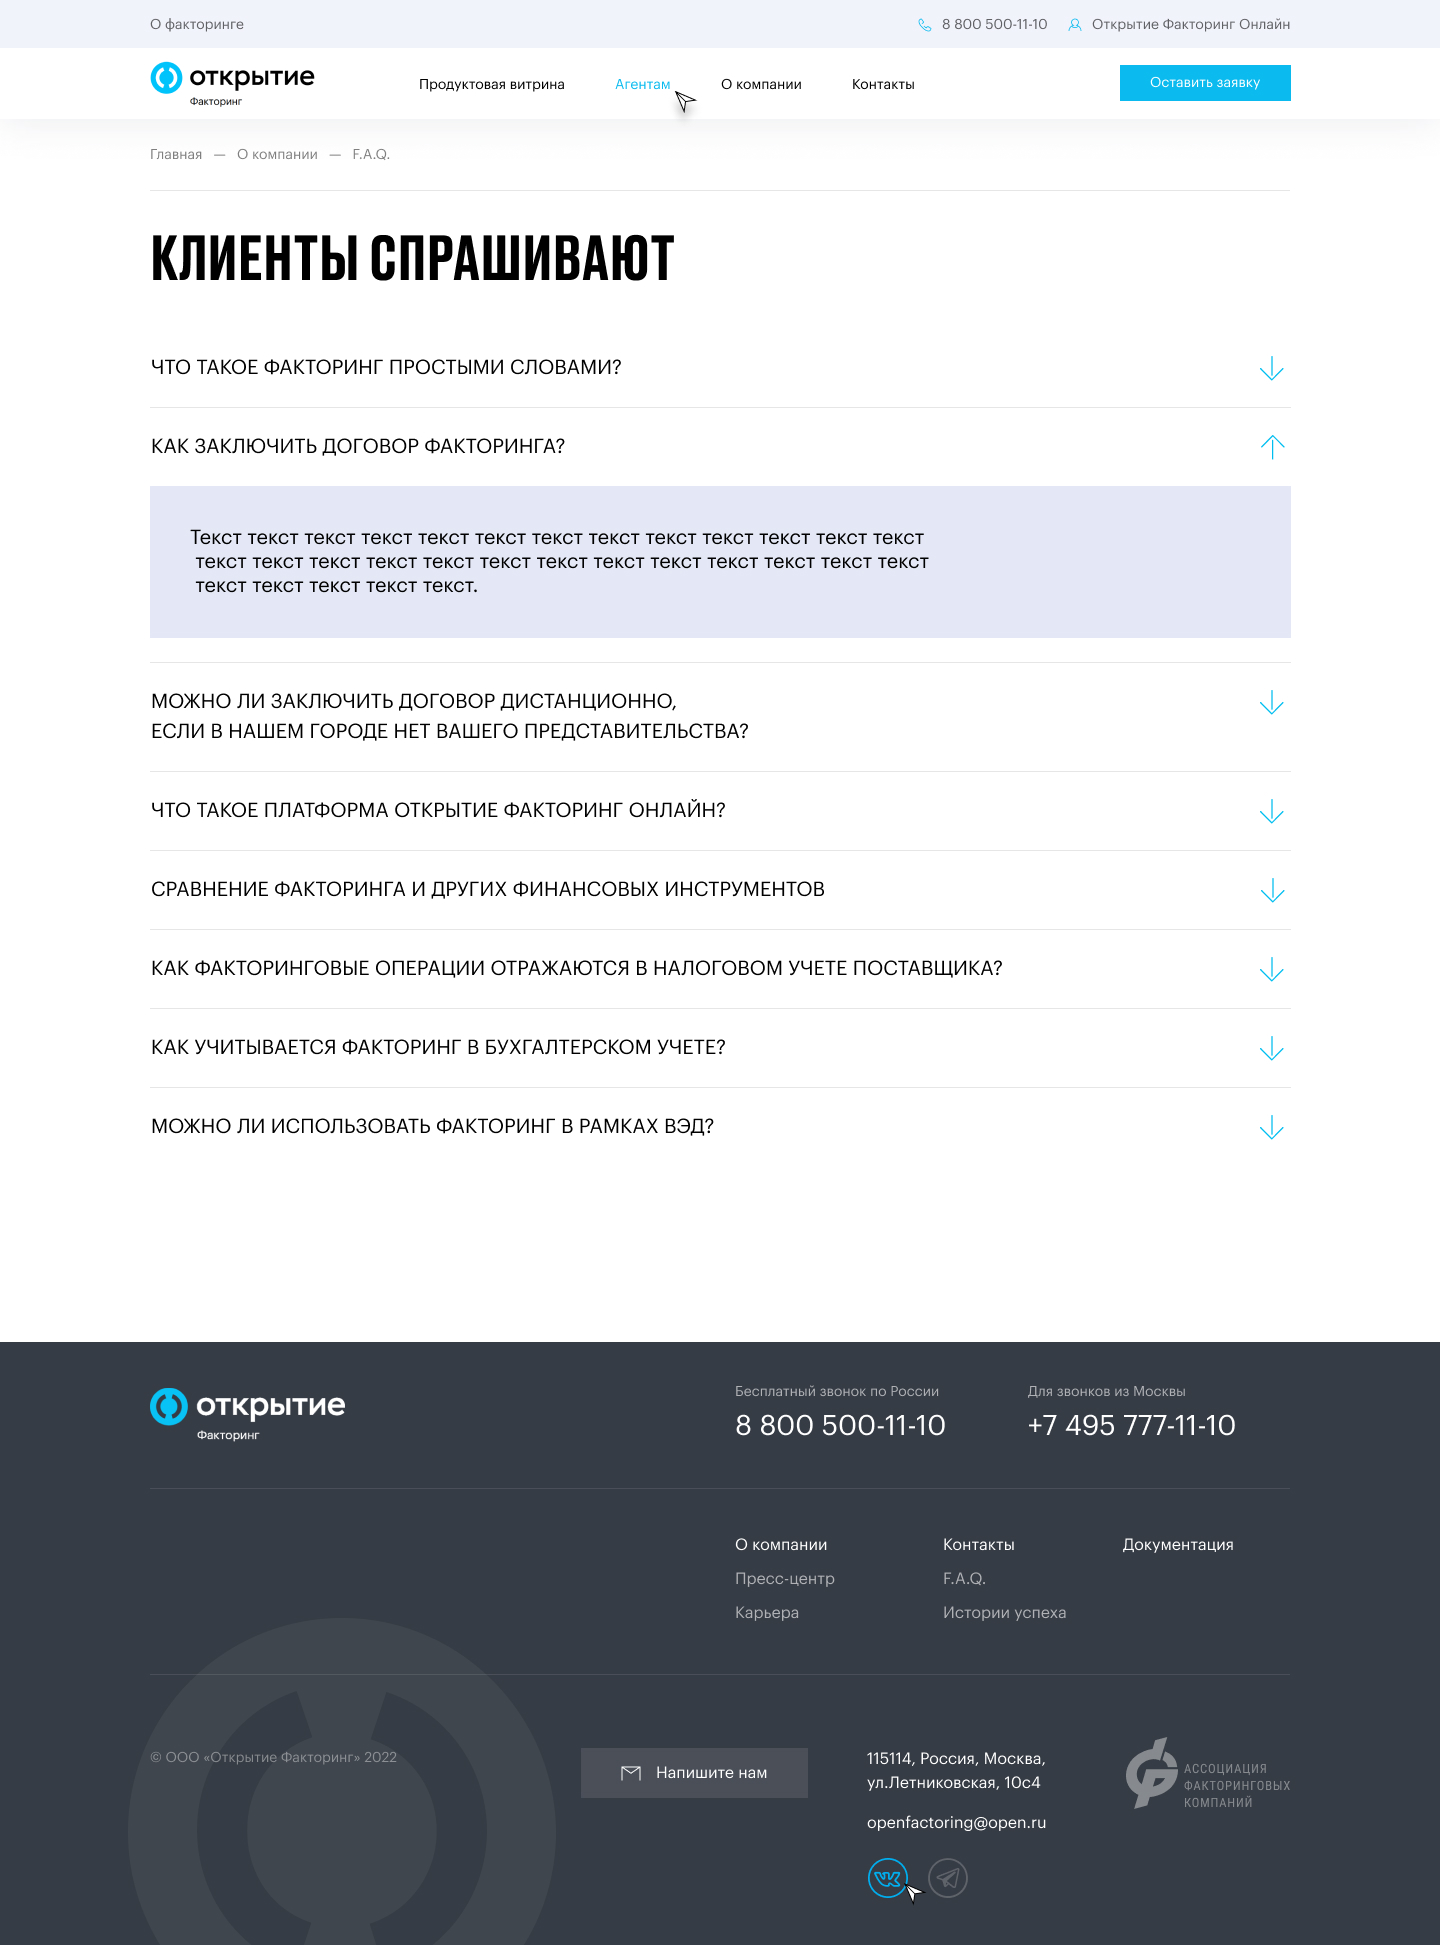 О факторинге
8 800 500-11-10
Открытие Факторинг Онлайн
открытие
Факторинг
Продуктовая витрина
Агентам
О компании
Контакты
Оставить заявку
Главная — О компании — F.A.Q.
КЛИЕНТЫ СПРАШИВАЮТ
ЧТО ТАКОЕ ФАКТОРИНГ ПРОСТЫМИ СЛОВАМИ?
КАК ЗАКЛЮЧИТЬ ДОГОВОР ФАКТОРИНГА?
Текст текст текст текст текст текст текст текст текст текст текст текст текст
текст текст текст текст текст текст текст текст текст текст текст текст текст
текст текст текст текст текст.
МОЖНО ЛИ ЗАКЛЮЧИТЬ ДОГОВОР ДИСТАНЦИОННО,
ЕСЛИ В НАШЕМ ГОРОДЕ НЕТ ВАШЕГО ПРЕДСТАВИТЕЛЬСТВА?
ЧТО ТАКОЕ ПЛАТФОРМА ОТКРЫТИЕ ФАКТОРИНГ ОНЛАЙН?
СРАВНЕНИЕ ФАКТОРИНГА И ДРУГИХ ФИНАНСОВЫХ ИНСТРУМЕНТОВ
КАК ФАКТОРИНГОВЫЕ ОПЕРАЦИИ ОТРАЖАЮТСЯ В НАЛОГОВОМ УЧЕТЕ ПОСТАВЩИКА?
КАК УЧИТЫВАЕТСЯ ФАКТОРИНГ В БУХГАЛТЕРСКОМ УЧЕТЕ?
МОЖНО ЛИ ИСПОЛЬЗОВАТЬ ФАКТОРИНГ В РАМКАХ ВЭД?
открытие
Факторинг
Бесплатный звонок по России
8 800 500-11-10
Для звонков из Москвы
+7 495 777-11-10
О компании
Пресс-центр
Карьера
Контакты
F.A.Q.
Истории успеха
Документация
© ООО «Открытие Факторинг» 2022
Напишите нам
115114, Россия, Москва,
ул.Летниковская, 10с4
openfactoring@open.ru
АССОЦИАЦИЯ
ФАКТОРИНГОВЫХ
КОМПАНИЙ